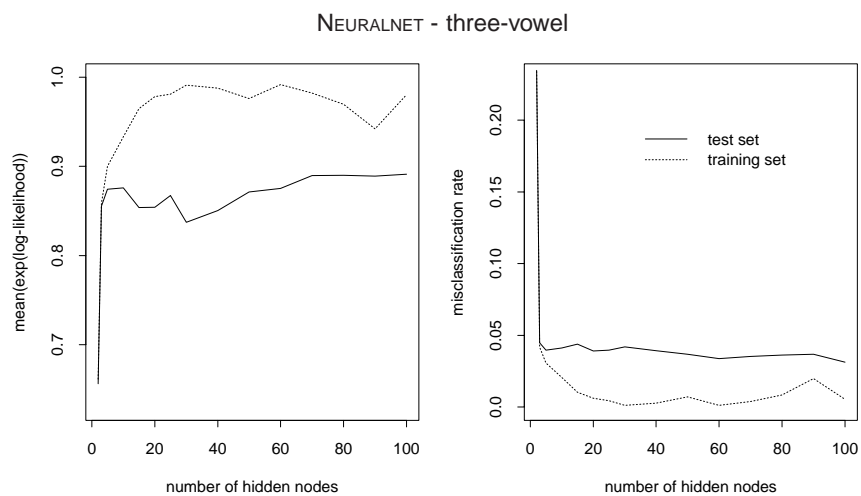 NEURALNET - three-vowel
mean(exp(log-likelihood))
1.0
0.9
0.8
0.7
0 20 40 60 80 100
number of hidden nodes
misclassification rate
0.20
0.15
0.10
0.05
0.0
test set
training set
0 20 40 60 80 100
number of hidden nodes